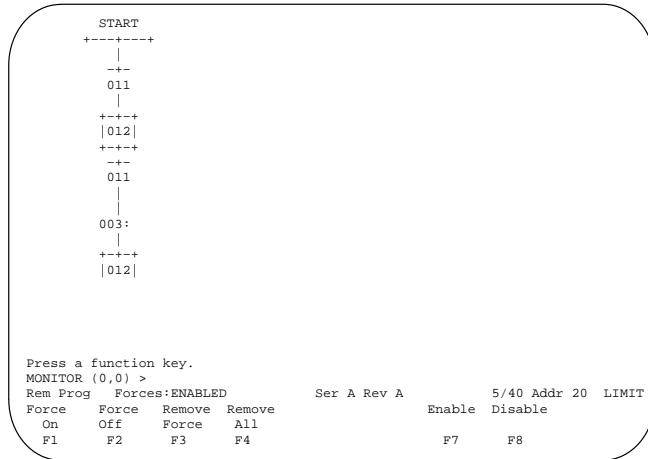 START
+---+---+
|
-+-
011
|
+-+-+
|012|
+-+-+
-+-
011
|
|
003:
|
+-+-+
|012|
Press a function key.
MONITOR (0,0) >
Rem Prog Forces:ENABLED Ser A Rev A 5/40 Addr 20 LIMIT
Force Force Remove Remove Enable Disable
On Off Force All
F1 F2 F3 F4 F7 F8